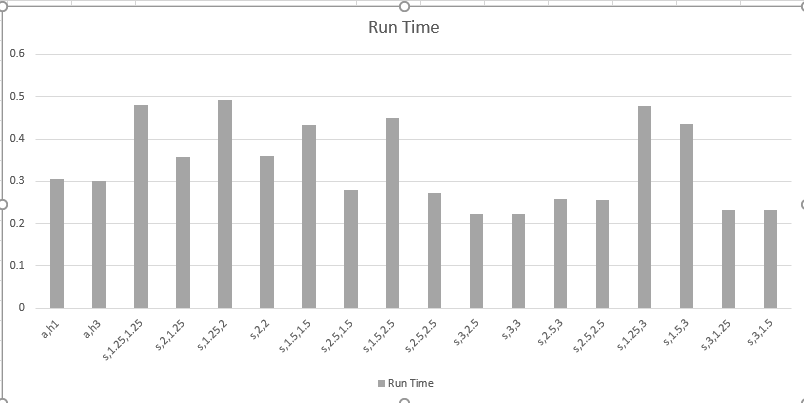 Run Time
0.6
0.5
0.4
0.3
0.2
0.1
0
a,h1
a,h3
s,1.25,1.25
s,2,1.25
s,1.25,2
s,2,2
s,1.5,1.5
s,2.5,1.5
s,1.5,2.5
s,2.5,2.5
s,3,2.5
s,3,3
s,2.5,3
s,2.5,2.5
s,1.25,3
s,1.5,3
s,3,1.25
s,3,1.5
Run Time